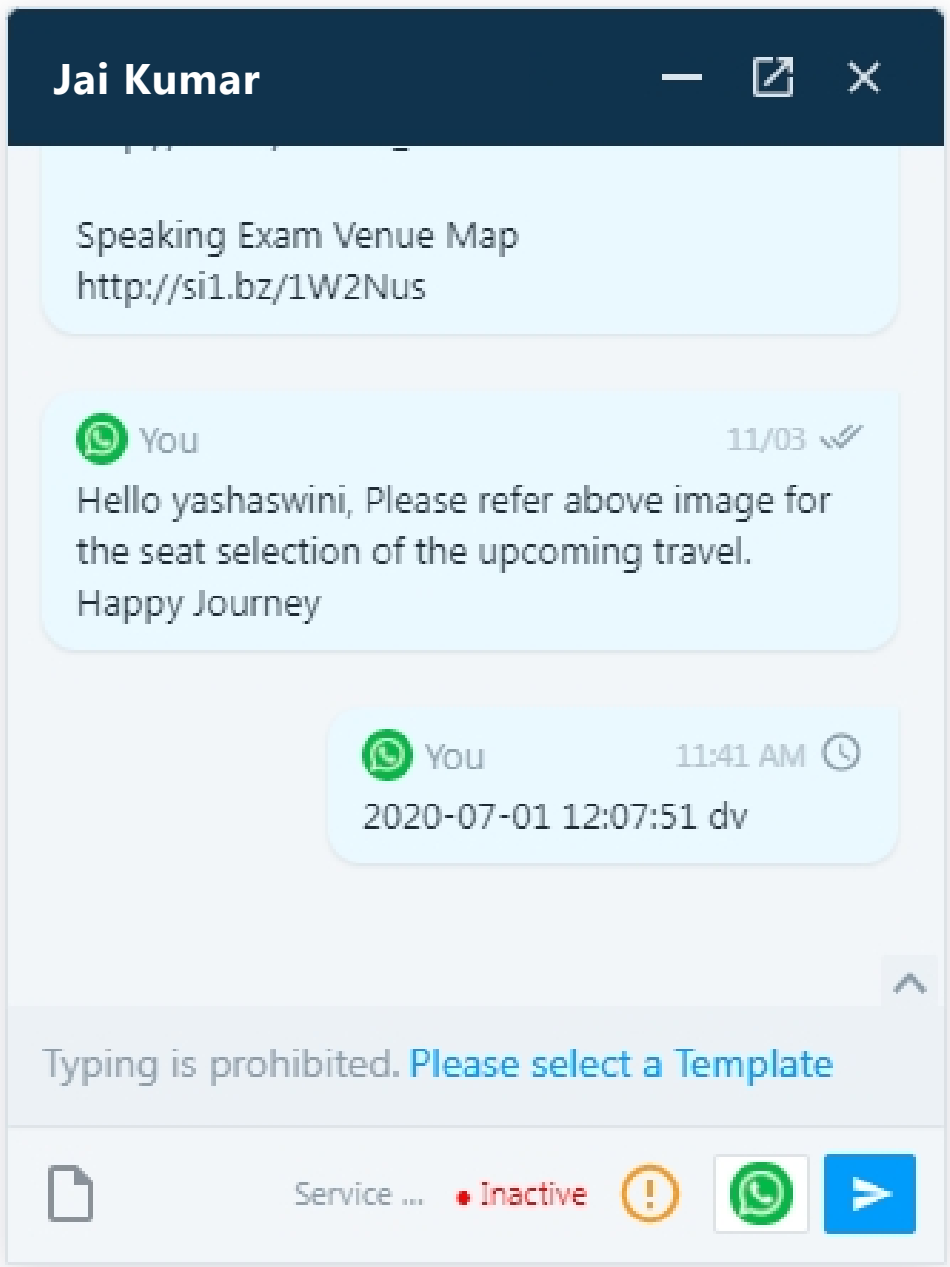 Jai Kumar
Speaking Exam Venue Map
http://si1.bz/1W2Nus
You 11/03
Hello yashaswini, Please refer above image for
the seat selection of the upcoming travel.
Happy Journey
You 11:41 AM
2020-07-01 12:07:51 dv
Typing is prohibited. Please select a Template
Service ... Inactive